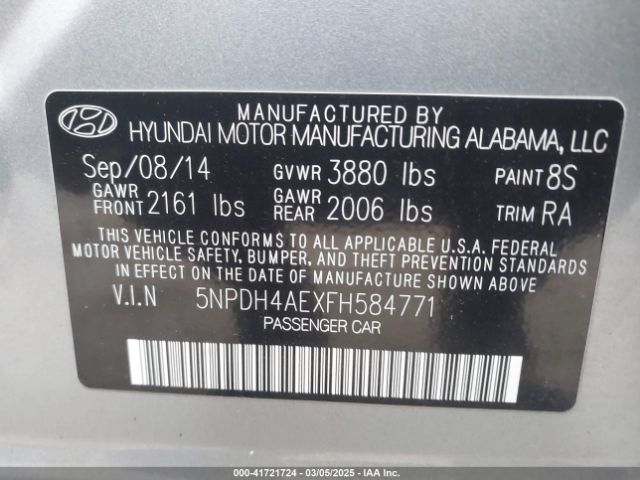 MANUFACTURED BY
HYUNDAI MOTOR MANUFACTURING ALABAMA, LLC
Sep/08/14 GVWR 3880 lbs PAINT 8S
GAWR FRONT 2161 lbs GAWR REAR 2006 lbs TRIM RA
THIS VEHICLE CONFORMS TO ALL APPLICABLE U.S.A. FEDERAL
MOTOR VEHICLE SAFETY, BUMPER, AND THEFT PREVENTION STANDARDS
IN EFFECT ON THE DATE OF MANUFACTURE SHOWN ABOVE.
V.I.N 5NPDH4AEXFH584771
PASSENGER CAR
000-41721724 - 03/05/2025 - IAAI.COM